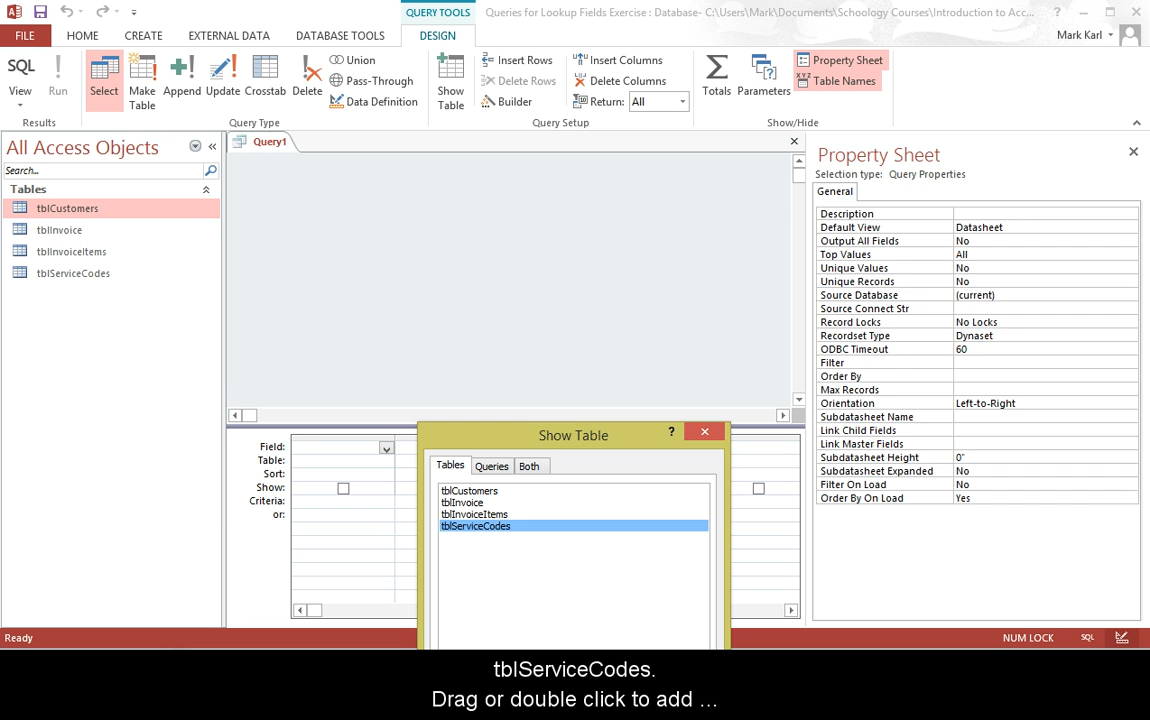 QUERY TOOLS
Queries for Lookup Fields Exercise : Database- C:\Users\Mark\Documents\Schoology Courses\Introduction to Acc...
?
FILE HOME CREATE EXTERNAL DATA DATABASE TOOLS DESIGN
Mark Karl
SQL
View
Run
Select
Make
Table
Append
Update
Crosstab
Delete
Union
Pass-Through
Data Definition
Show
Table
Insert Rows
Delete Rows
Builder
Insert Columns
Delete Columns
Return: All
Totals
Parameters
Property Sheet
Table Names
Results
Query Type
Query Setup
Show/Hide
All Access Objects
Search...
Tables
tblCustomers
tblInvoice
tblInvoiceItems
tblServiceCodes
Query1
Field:
Table:
Sort:
Show:
Criteria:
or:
Show Table
?
Tables Queries Both
tblCustomers
tblInvoice
tblInvoiceItems
tblServiceCodes
Property Sheet
Selection type: Query Properties
General
Description
Default View Datasheet
Output All Fields No
Top Values All
Unique Values No
Unique Records No
Source Database (current)
Source Connect Str
Record Locks No Locks
Recordset Type Dynaset
ODBC Timeout 60
Filter
Order By
Max Records
Orientation Left-to-Right
Subdatasheet Name
Link Child Fields
Link Master Fields
Subdatasheet Height 0"
Subdatasheet Expanded No
Filter On Load No
Order By On Load Yes
Ready
NUM LOCK
SQL
tblServiceCodes.
Drag or double click to add ...